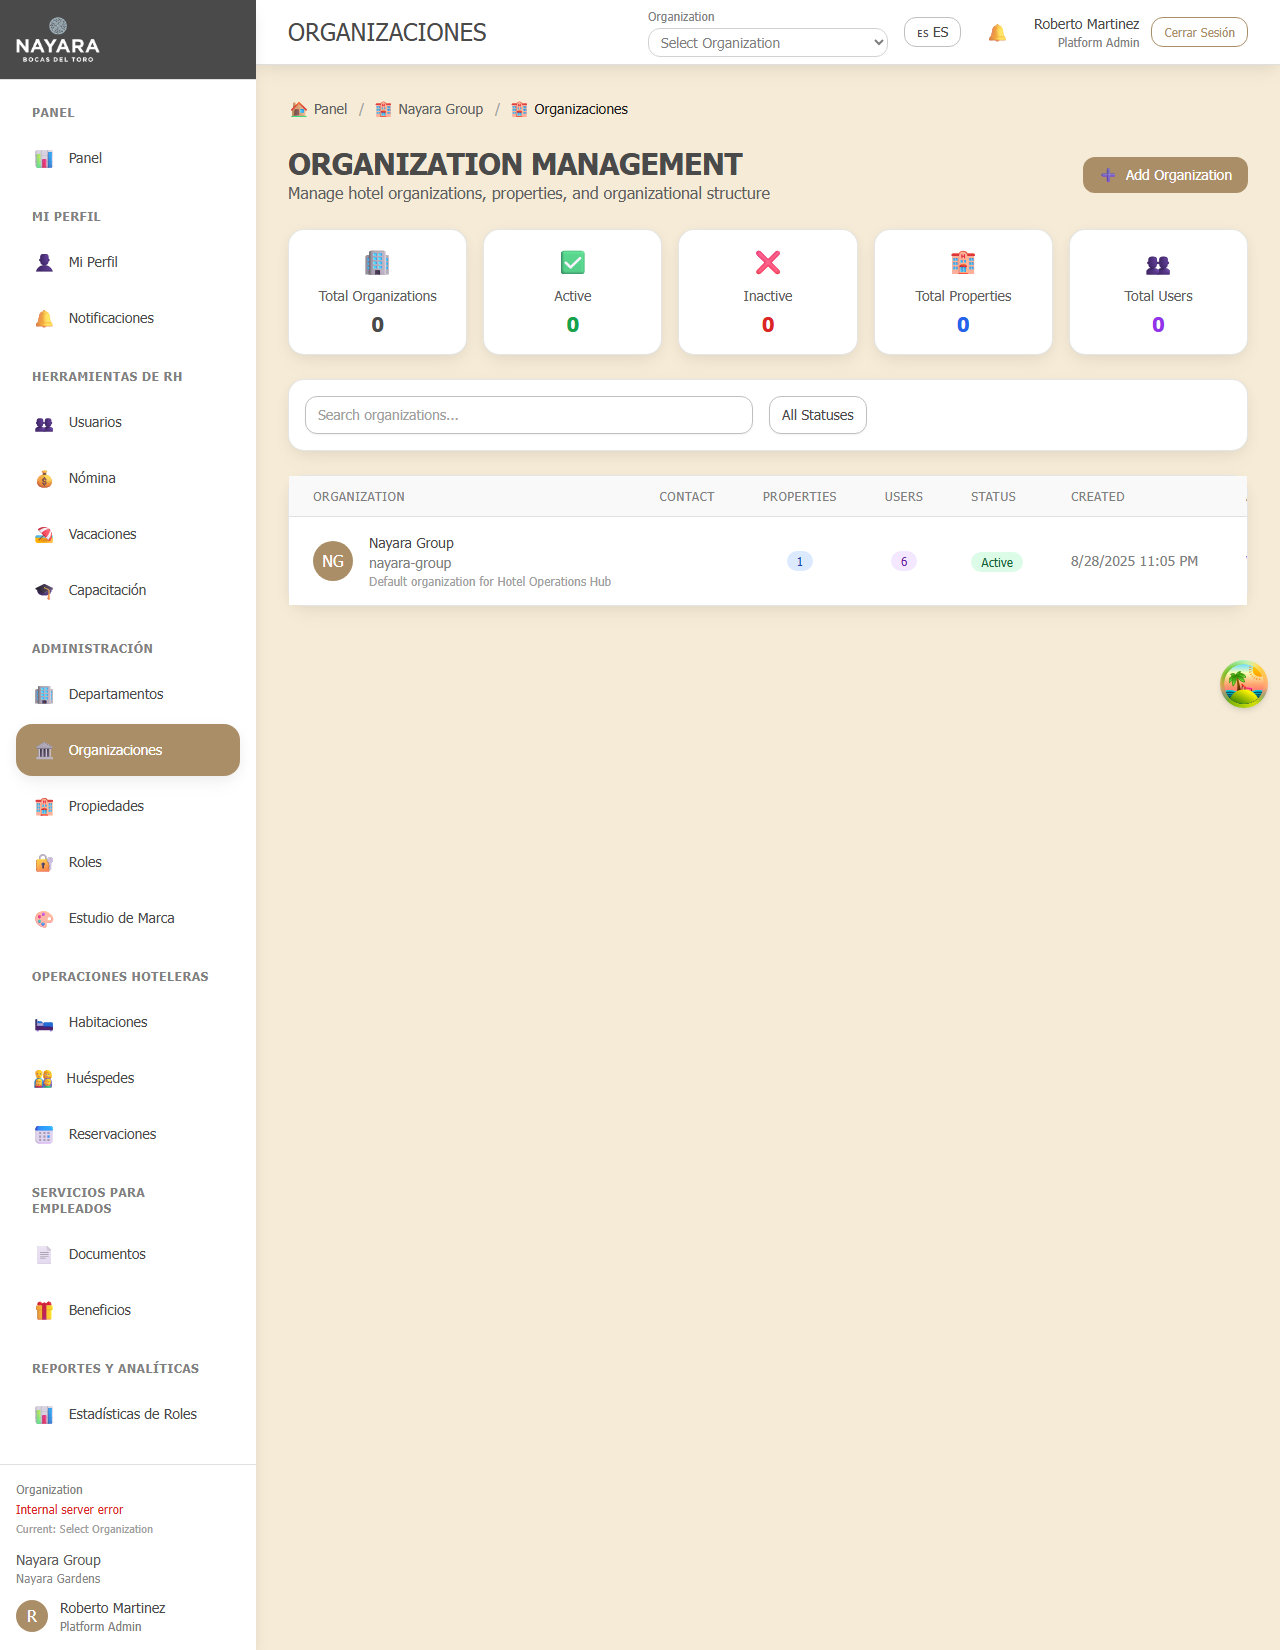 NAYARA
BOCAS DEL TORO
ORGANIZACIONES
Organization
Select Organization
ES ES
Roberto Martinez
Platform Admin
Cerrar Sesión
PANEL
Panel
MI PERFIL
Mi Perfil
Notificaciones
HERRAMIENTAS DE RH
Usuarios
Nómina
Vacaciones
Capacitación
ADMINISTRACIÓN
Departamentos
Organizaciones
Propiedades
Roles
Estudio de Marca
OPERACIONES HOTELERAS
Habitaciones
Huéspedes
Reservaciones
SERVICIOS PARA
EMPLEADOS
Documentos
Beneficios
REPORTES Y ANALÍTICAS
Estadísticas de Roles
Organization
Internal server error
Current: Select Organization
Nayara Group
Nayara Gardens
R
Roberto Martinez
Platform Admin
Panel / Nayara Group / Organizaciones
ORGANIZATION MANAGEMENT
Manage hotel organizations, properties, and organizational structure
Add Organization
Total Organizations
0
Active
0
Inactive
0
Total Properties
0
Total Users
0
Search organizations...
All Statuses
ORGANIZATION CONTACT PROPERTIES USERS STATUS CREATED
NG
Nayara Group
nayara-group
Default organization for Hotel Operations Hub
1
6
Active
8/28/2025 11:05 PM